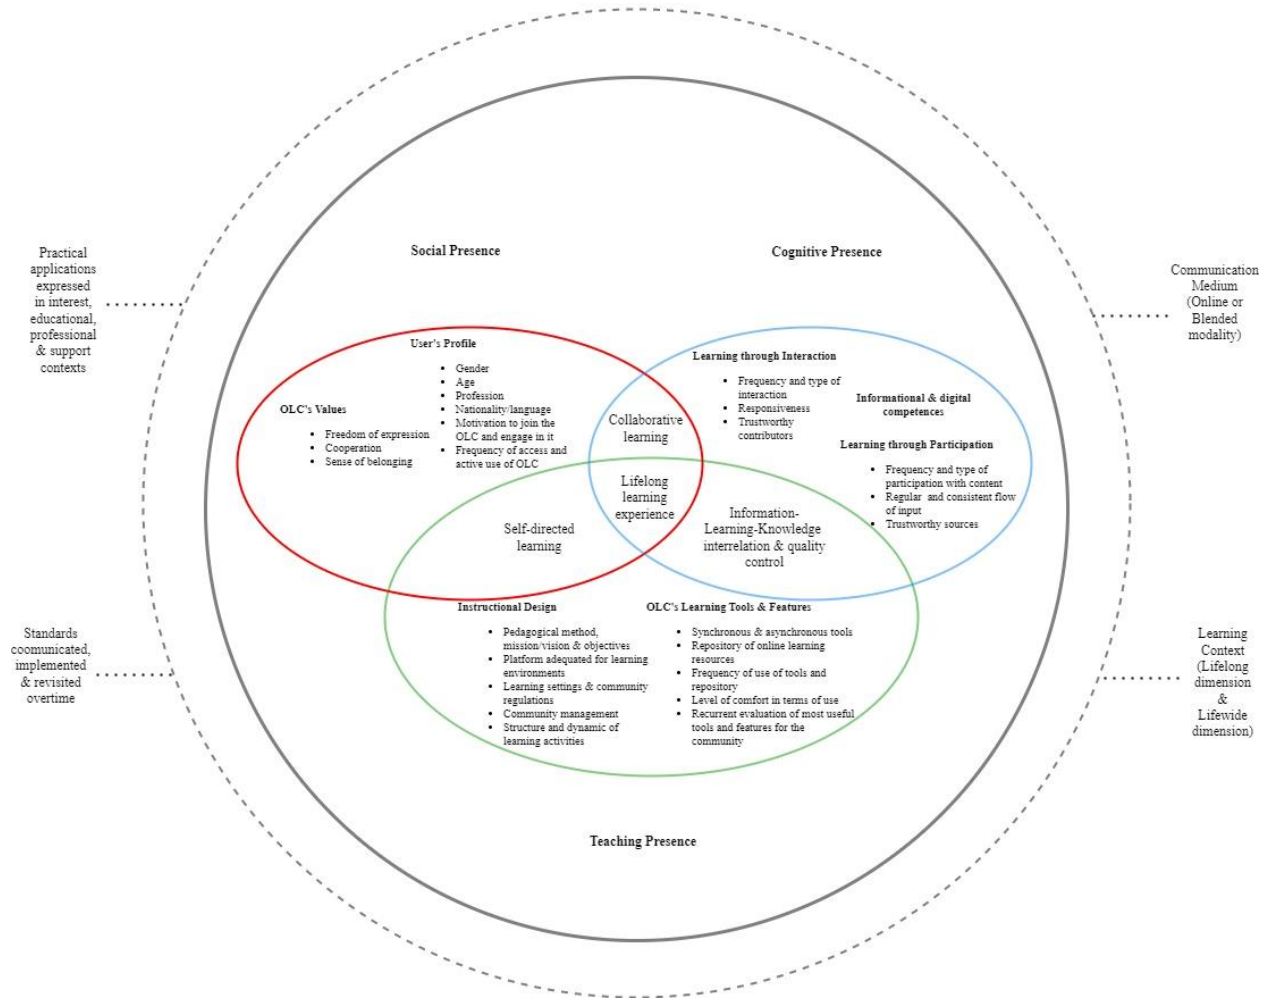 Social Presence
Cognitive Presence
Practical
applications
expressed
in interest,
educational,
professional
& support
contexts
Communication
Medium
(Online or
Blended
modality)
User's Profile
• Gender
• Age
• Profession
• Nationality/language
• Motivation to join the
OLC and engage in it
• Frequency of access and
active use of OLC
OLC's Values
• Freedom of expression
• Cooperation
• Sense of belonging
Collaborative
learning
Learning through Interaction
• Frequency and type of
interaction
• Responsiveness
• Trustworthy
contributors
Informational & digital
competences
Learning through Participation
• Frequency and type of
participation with content
• Regular and consistent flow
of input
• Trustworthy sources
Lifelong
learning
experience
Self-directed
learning
Information-
Learning-Knowledge
interrelation & quality
control
Instructional Design
• Pedagogical method,
mission/vision & objectives
• Platform adequated for learning
environments
• Learning settings & community
regulations
• Community management
• Structure and dynamic of
learning activities
OLC's Learning Tools & Features
• Synchronous & asynchronous tools
• Repository of online learning
resources
• Frequency of use of tools and
repository
• Level of comfort in terms of use
• Recurrent evaluation of most useful
tools and features for the
community
Standards
coomunicated,
implemented
& revisited
overtime
Learning
Context
(Lifelong
dimension
&
Lifewide
dimension)
Teaching Presence